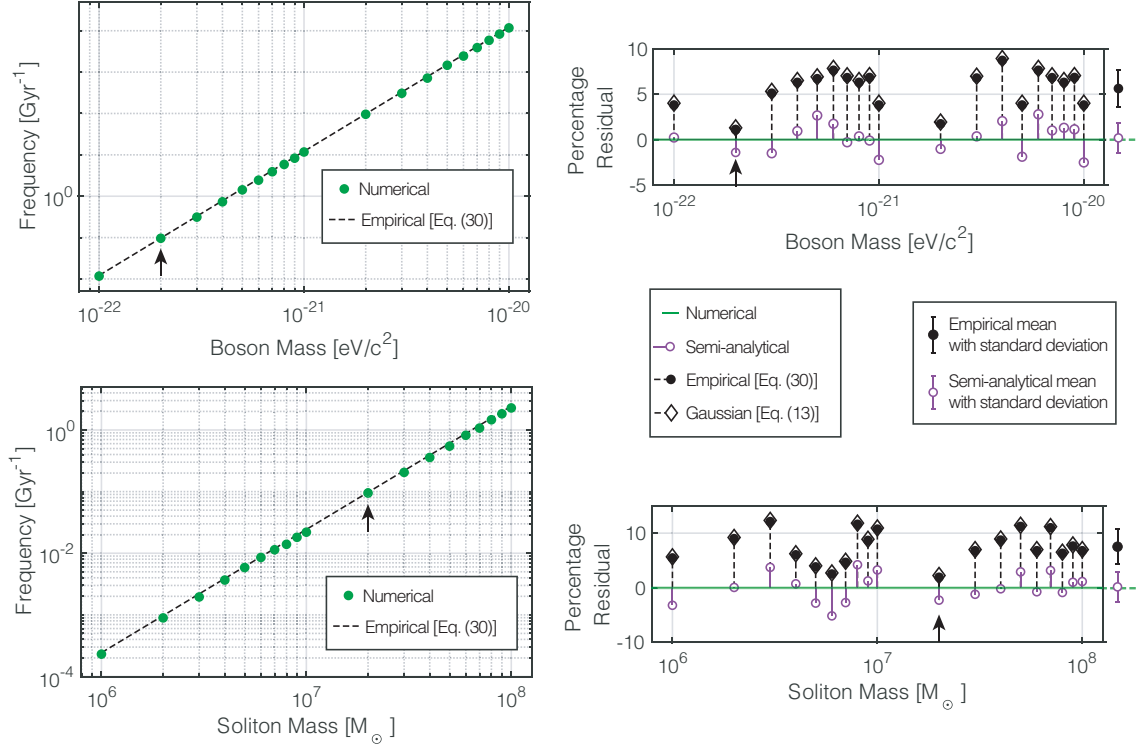 Frequency [Gyr⁻¹]
10⁰
Numerical
Empirical [Eq. (30)]
10⁻²² 10⁻²¹ 10⁻²⁰
Boson Mass [eV/c²]
Percentage
Residual
10
5
0
-5
10⁻²² 10⁻²¹ 10⁻²⁰
Boson Mass [eV/c²]
Numerical
Semi-analytical
Empirical [Eq. (30)]
Gaussian [Eq. (13)]
Empirical mean
with standard deviation
Semi-analytical mean
with standard deviation
Frequency [Gyr⁻¹]
10⁰
10⁻²
10⁻⁴
Numerical
Empirical [Eq. (30)]
10⁶ 10⁷ 10⁸
Soliton Mass [M☉]
Percentage
Residual
10
0
-10
10⁶ 10⁷ 10⁸
Soliton Mass [M☉]